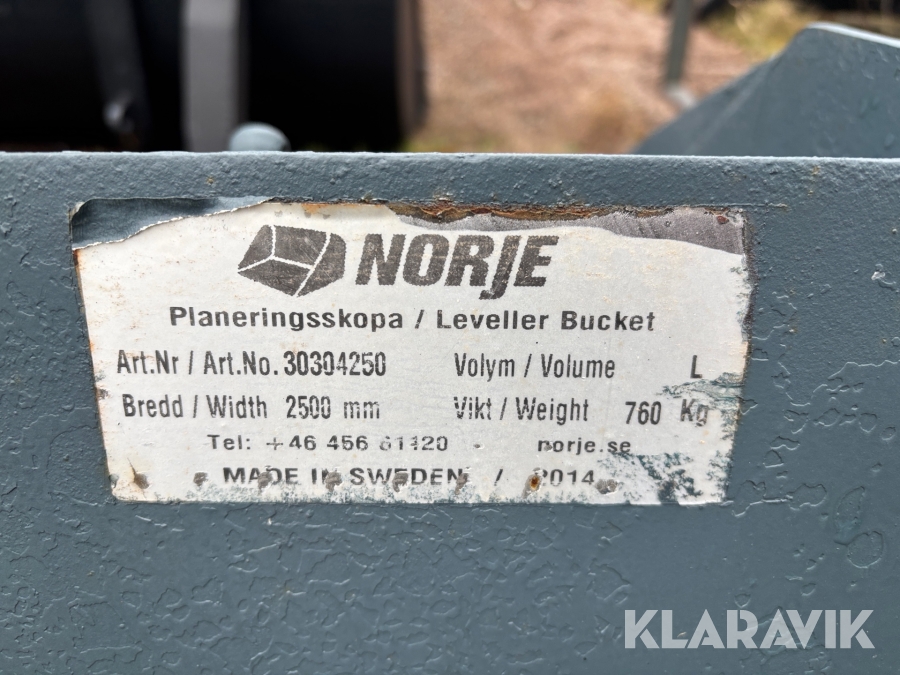 NORJE
Planeringsskopa / Leveller Bucket
Art.Nr / Art.No. 30304250 Volym / Volume L
Bredd / Width 2500 mm Vikt / Weight 760 Kg
Tel: +46 456 61120 norje.se
MADE IN SWEDEN / 2014
KLARAVIK